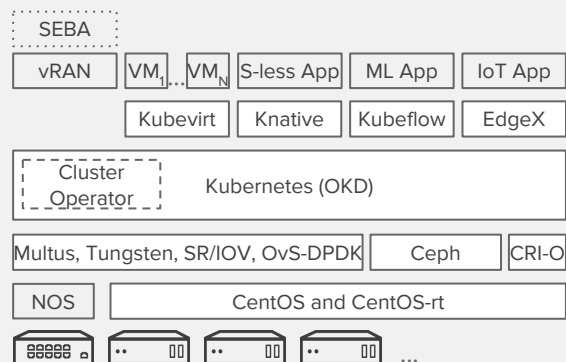 SEBA
vRAN
VM1 ... VMN
S-less App
ML App
IoT App
Kubevirt
Knative
Kubeflow
EdgeX
Cluster
Operator
Kubernetes (OKD)
Multus, Tungsten, SR/IOV, OvS-DPDK
Ceph
CRI-O
NOS
CentOS and CentOS-rt
...